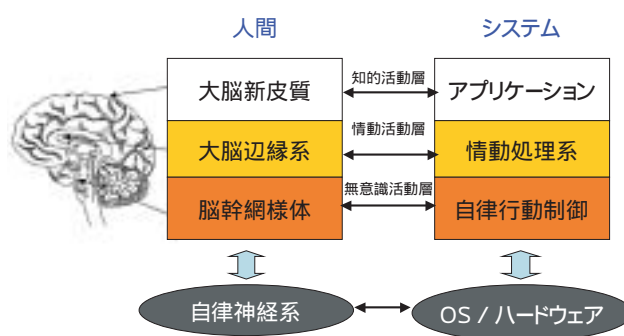 人間
システム
大脳新皮質
知的活動層
アプリケーション
大脳辺縁系
情動活動層
情動処理系
脳幹網様体
無意識活動層
自律行動制御
自律神経系
OS / ハードウェア